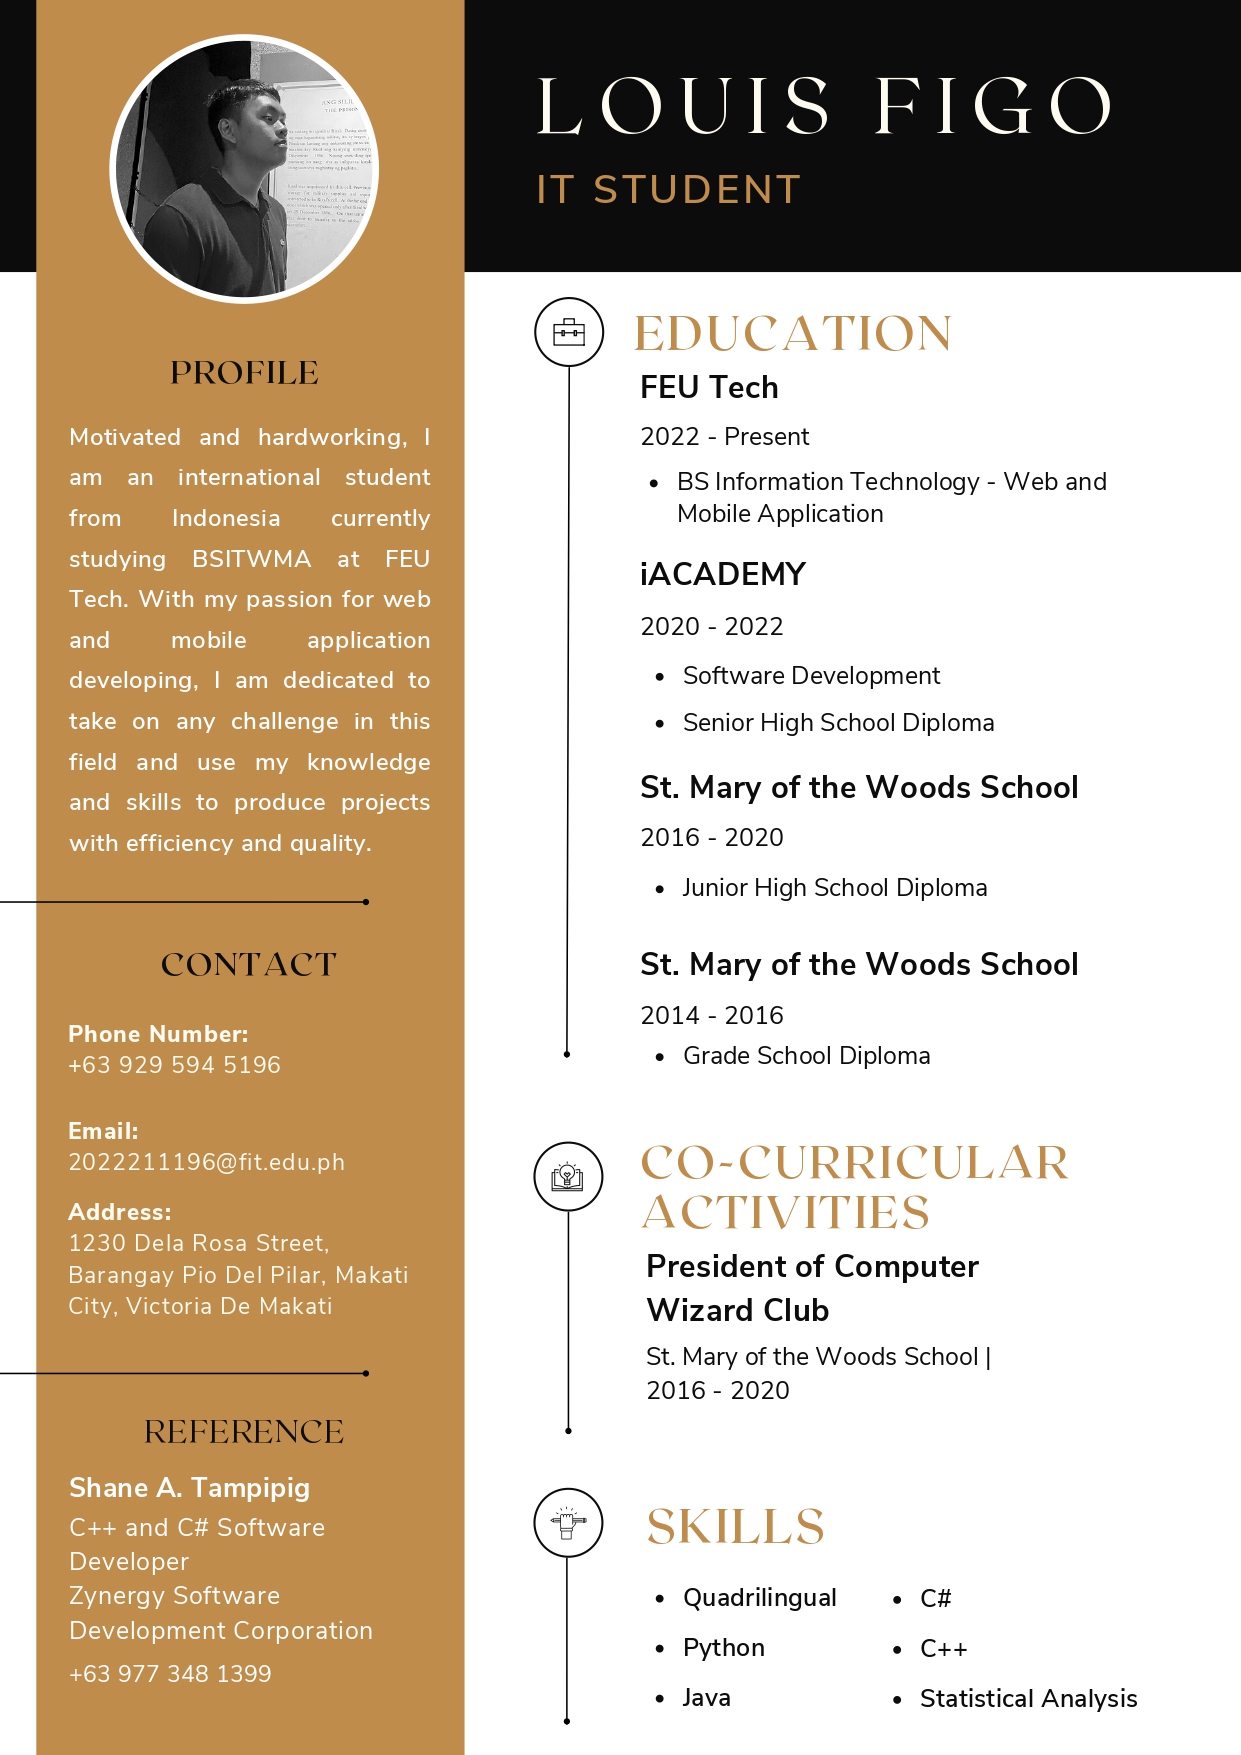 LOUIS FIGO
IT STUDENT
ANG SILID
PROFILE
Motivated and hardworking, I
am an international student
from Indonesia currently
studying BSITWMA at FEU
Tech. With my passion for web
and mobile application
developing, I am dedicated to
take on any challenge in this
field and use my knowledge
and skills to produce projects
with efficiency and quality.
CONTACT
Phone Number:
+63 929 594 5196
Email:
2022211196@fit.edu.ph
Address:
1230 Dela Rosa Street,
Barangay Pio Del Pilar, Makati
City, Victoria De Makati
REFERENCE
Shane A. Tampipig
C++ and C# Software
Developer
Zynergy Software
Development Corporation
+63 977 348 1399
EDUCATION
FEU Tech
2022 - Present
• BS Information Technology - Web and
Mobile Application
iACADEMY
2020 - 2022
• Software Development
• Senior High School Diploma
St. Mary of the Woods School
2016 - 2020
• Junior High School Diploma
St. Mary of the Woods School
2014 - 2016
• Grade School Diploma
CO-CURRICULAR
ACTIVITIES
President of Computer
Wizard Club
St. Mary of the Woods School |
2016 - 2020
SKILLS
• Quadrilingual
• Python
• Java
• C#
• C++
• Statistical Analysis